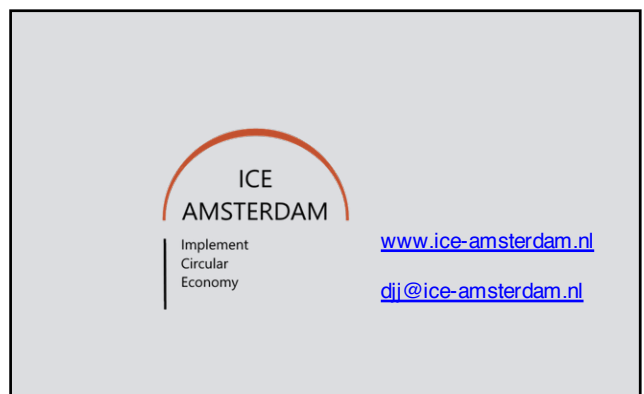 ICE
AMSTERDAM
Implement
Circular
Economy
www.ice-amsterdam.nl
djj@ice-amsterdam.nl